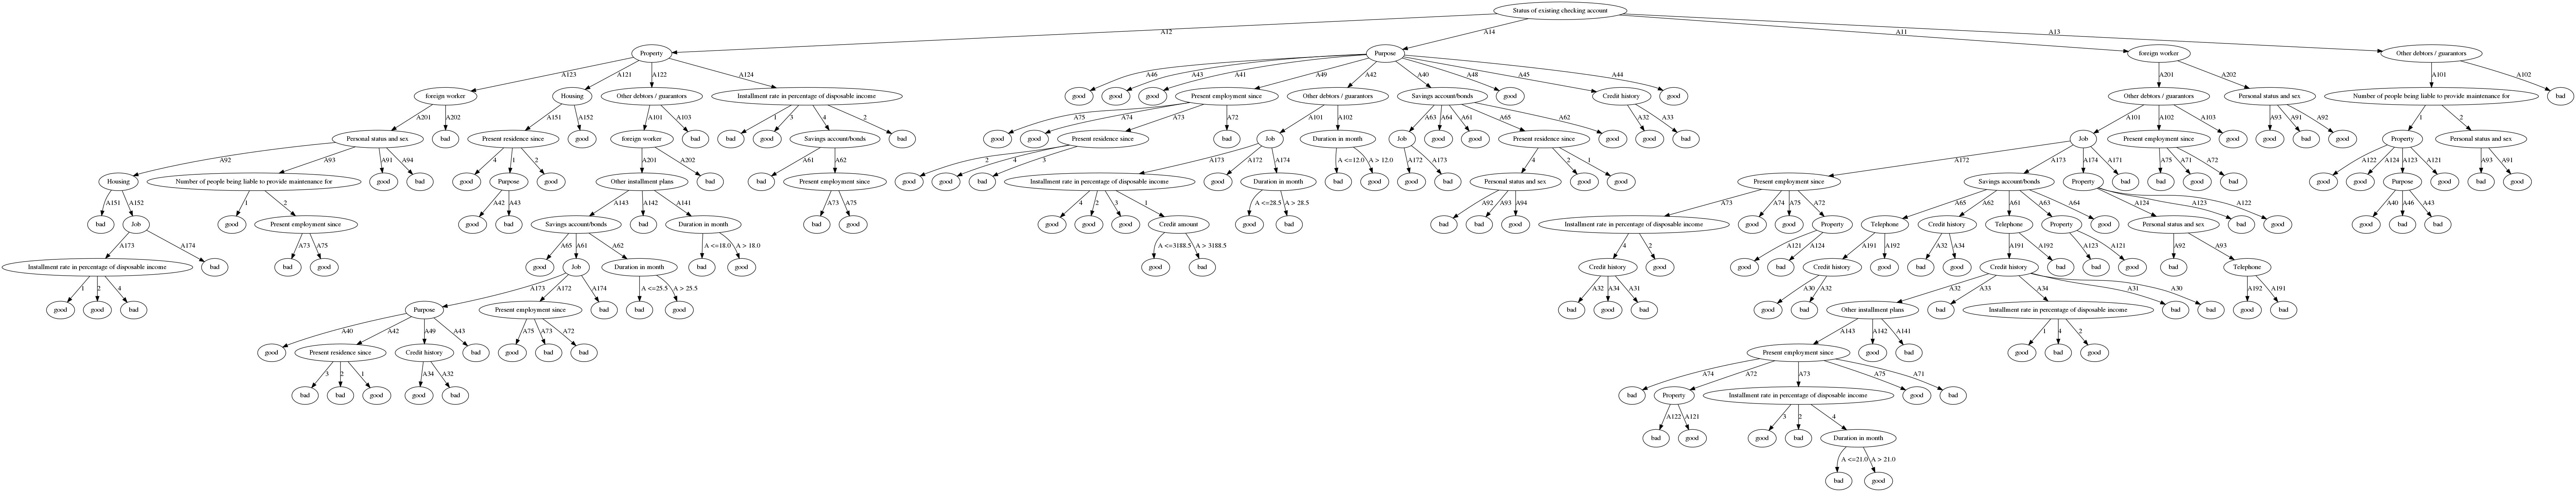 Status of existing checking account
A12 A14 A11 A13
Property Purpose foreign worker Other debtors / guarantors
A123 A121 A122 A124 A46 A43 A41 A49 A42 A40 A48 A45 A44 A201 A202 A101 A102
foreign worker Housing Other debtors / guarantors Installment rate in percentage of disposable income good good good Present employment since Other debtors / guarantors Savings account/bonds good Credit history good Other debtors / guarantors Personal status and sex Number of people being liable to provide maintenance for bad
A201 A202 A151 A152 A101 A103 1 3 4 2 A75 A74 A73 A72 A101 A102 A63 A64 A61 A65 A62 A32 A33 A101 A102 A103 A93 A91 A92 1 2
Personal status and sex bad Present residence since good foreign worker bad bad good Savings account/bonds bad good good Present residence since bad Job Duration in month Job good good Present residence since good good bad Job Present employment since good good bad good Property Personal status and sex
A92 A93 A91 A94 4 1 2 A201 A202 A61 A62 2 4 3 A173 A172 A174 A <=12.0 A > 12.0 A172 A173 4 2 1 A172 A173 A174 A171 A75 A71 A72 A122 A124 A123 A121 A93 A91
Housing Number of people being liable to provide maintenance for good bad good Purpose good Other installment plans bad bad Present employment since good good bad Installment rate in percentage of disposable income good Duration in month bad good good bad Personal status and sex good good Present employment since Savings account/bonds Property bad bad good bad good good Purpose good bad good
A151 A152 1 2 A42 A43 A143 A142 A141 A73 A75 4 2 3 1 A <=28.5 A > 28.5 A92 A93 A94 A73 A74 A75 A72 A65 A62 A61 A63 A64 A124 A123 A122 A40 A46 A43
bad Job good Present employment since good bad Savings account/bonds bad Duration in month bad good good good good Credit amount good bad bad bad good Installment rate in percentage of disposable income good good Property Telephone Credit history Telephone Property good Personal status and sex bad good good bad bad
A173 A174 A73 A75 A65 A61 A62 A <=18.0 A > 18.0 A <=3188.5 A > 3188.5 4 2 A121 A124 A191 A192 A32 A34 A191 A192 A123 A121 A92 A93
Installment rate in percentage of disposable income bad bad good good Job Duration in month bad good good bad Credit history good good bad Credit history good bad good Credit history bad bad good bad Telephone
1 2 4 A173 A172 A174 A <=25.5 A > 25.5 A32 A34 A31 A30 A32 A32 A33 A34 A31 A30 A192 A191
good good bad Purpose Present employment since bad bad good bad good bad good bad Other installment plans bad Installment rate in percentage of disposable income bad bad good bad
A40 A42 A49 A43 A75 A73 A72 A143 A142 A141 1 4 2
good Present residence since Credit history bad good bad bad Present employment since good bad good bad good
3 2 1 A34 A32 A74 A72 A73 A75 A71
bad bad good good bad bad Property Installment rate in percentage of disposable income good bad
A122 A121 3 2 4
bad good good bad Duration in month
A <=21.0 A > 21.0
bad good